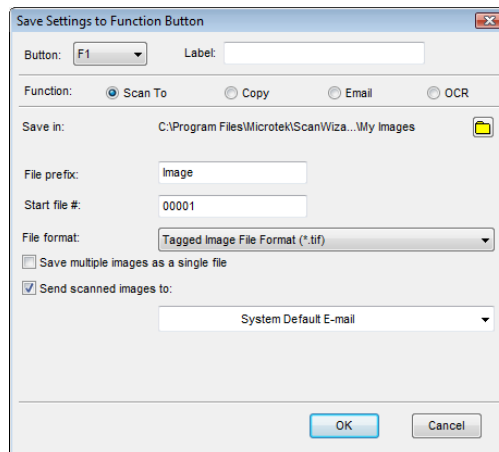 Save Settings to Function Button
Button: F1 Label:
Function: Scan To Copy Email OCR
Save in: C:\Program Files\Microtek\ScanWiza...\My Images
File prefix: Image
Start file #: 00001
File format: Tagged Image File Format (*.tif)
Save multiple images as a single file
Send scanned images to:
System Default E-mail
OK Cancel